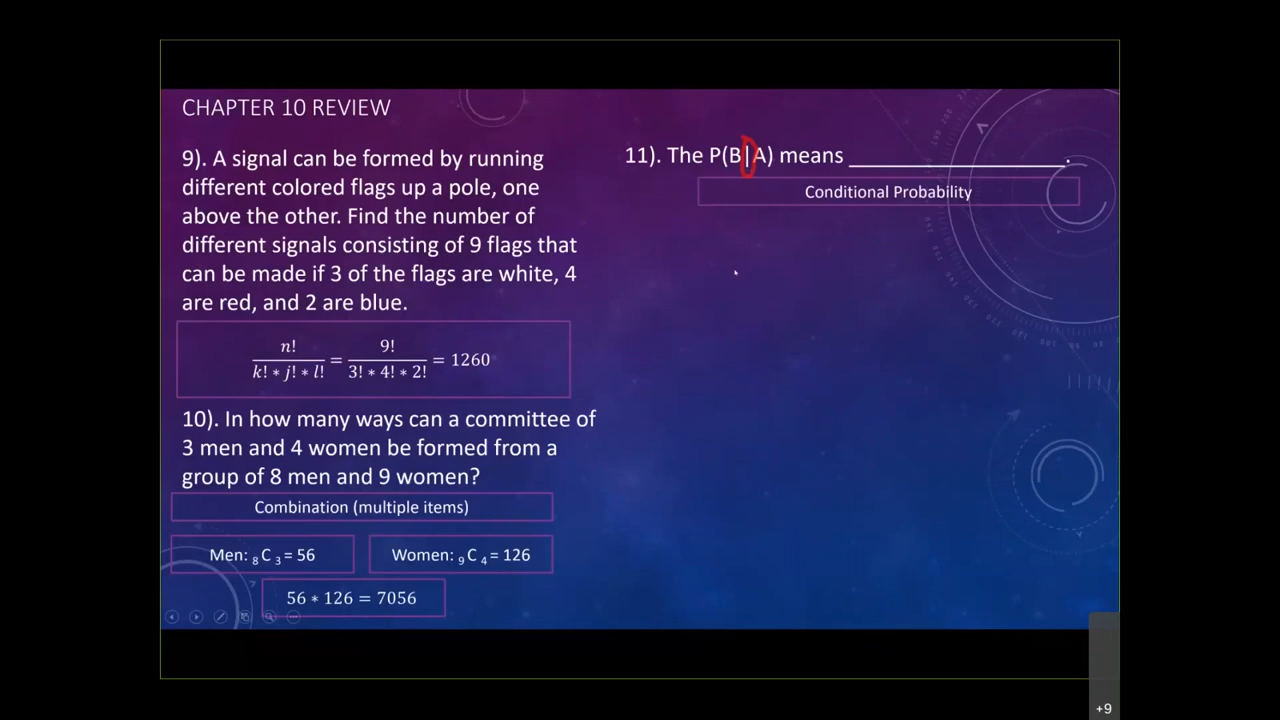 CHAPTER 10 REVIEW
9). A signal can be formed by running
different colored flags up a pole, one
above the other. Find the number of
different signals consisting of 9 flags that
can be made if 3 of the flags are white, 4
are red, and 2 are blue.
n! / k! * j! * l! = 9! / 3! * 4! * 2! = 1260
10). In how many ways can a committee of
3 men and 4 women be formed from a
group of 8 men and 9 women?
Combination (multiple items)
Men: ₈C₃ = 56
Women: ₉C₄ = 126
56 * 126 = 7056
11). The P(B|A) means ____________________.
Conditional Probability
+9